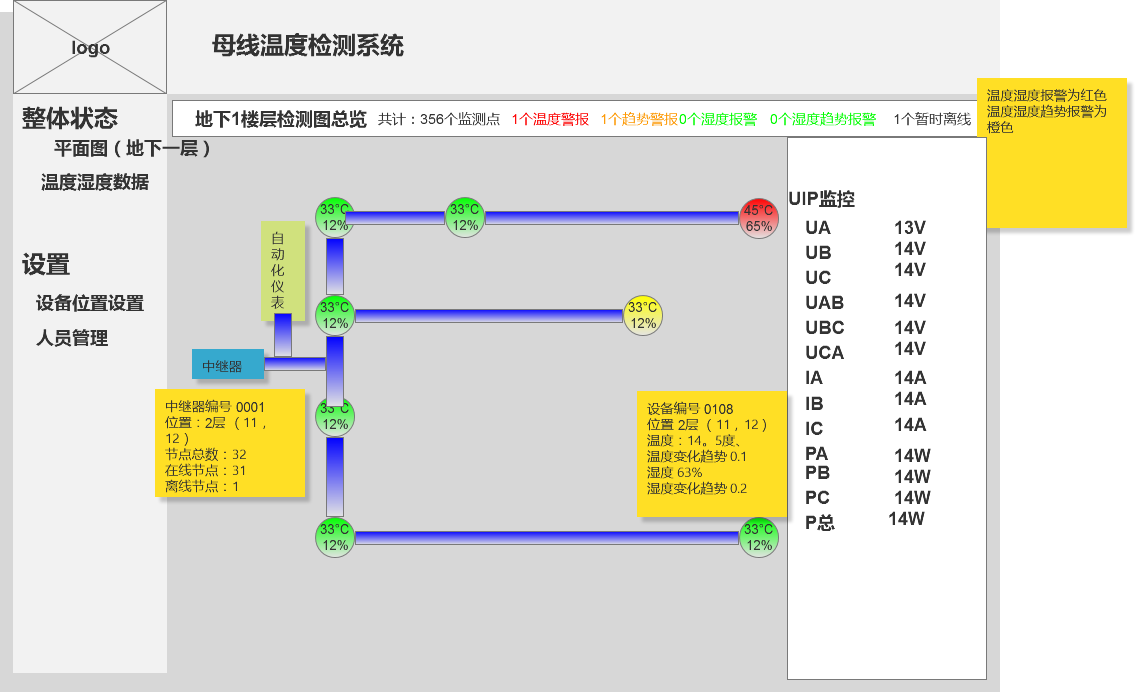 logo
母线温度检测系统
整体状态
平面图（地下一层）
温度湿度数据
设置
设备位置设置
人员管理
地下1楼层检测图总览 共计：356个监测点 1个温度警报 1个趋势警报0个湿度报警 0个湿度趋势报警 1个暂时离线
温度湿度报警为红色
温度湿度趋势报警为
橙色
33°C
12%
33°C
12%
45°C
65%
自
动
化
仪
表
33°C
12%
33°C
12%
中继器
33°C
12%
中继器编号 0001
位置：2层 （11，
12）
节点总数：32
在线节点：31
离线节点：1
设备编号 0108
位置 2层 （11，12）
温度：14。5度、
温度变化趋势 0.1
湿度 63%
湿度变化趋势 0.2
33°C
12%
33°C
12%
UIP监控
UA 13V
UB 14V
UC 14V
UAB 14V
UBC 14V
UCA 14V
IA 14A
IB 14A
IC 14A
PA 14W
PB 14W
PC 14W
P总 14W